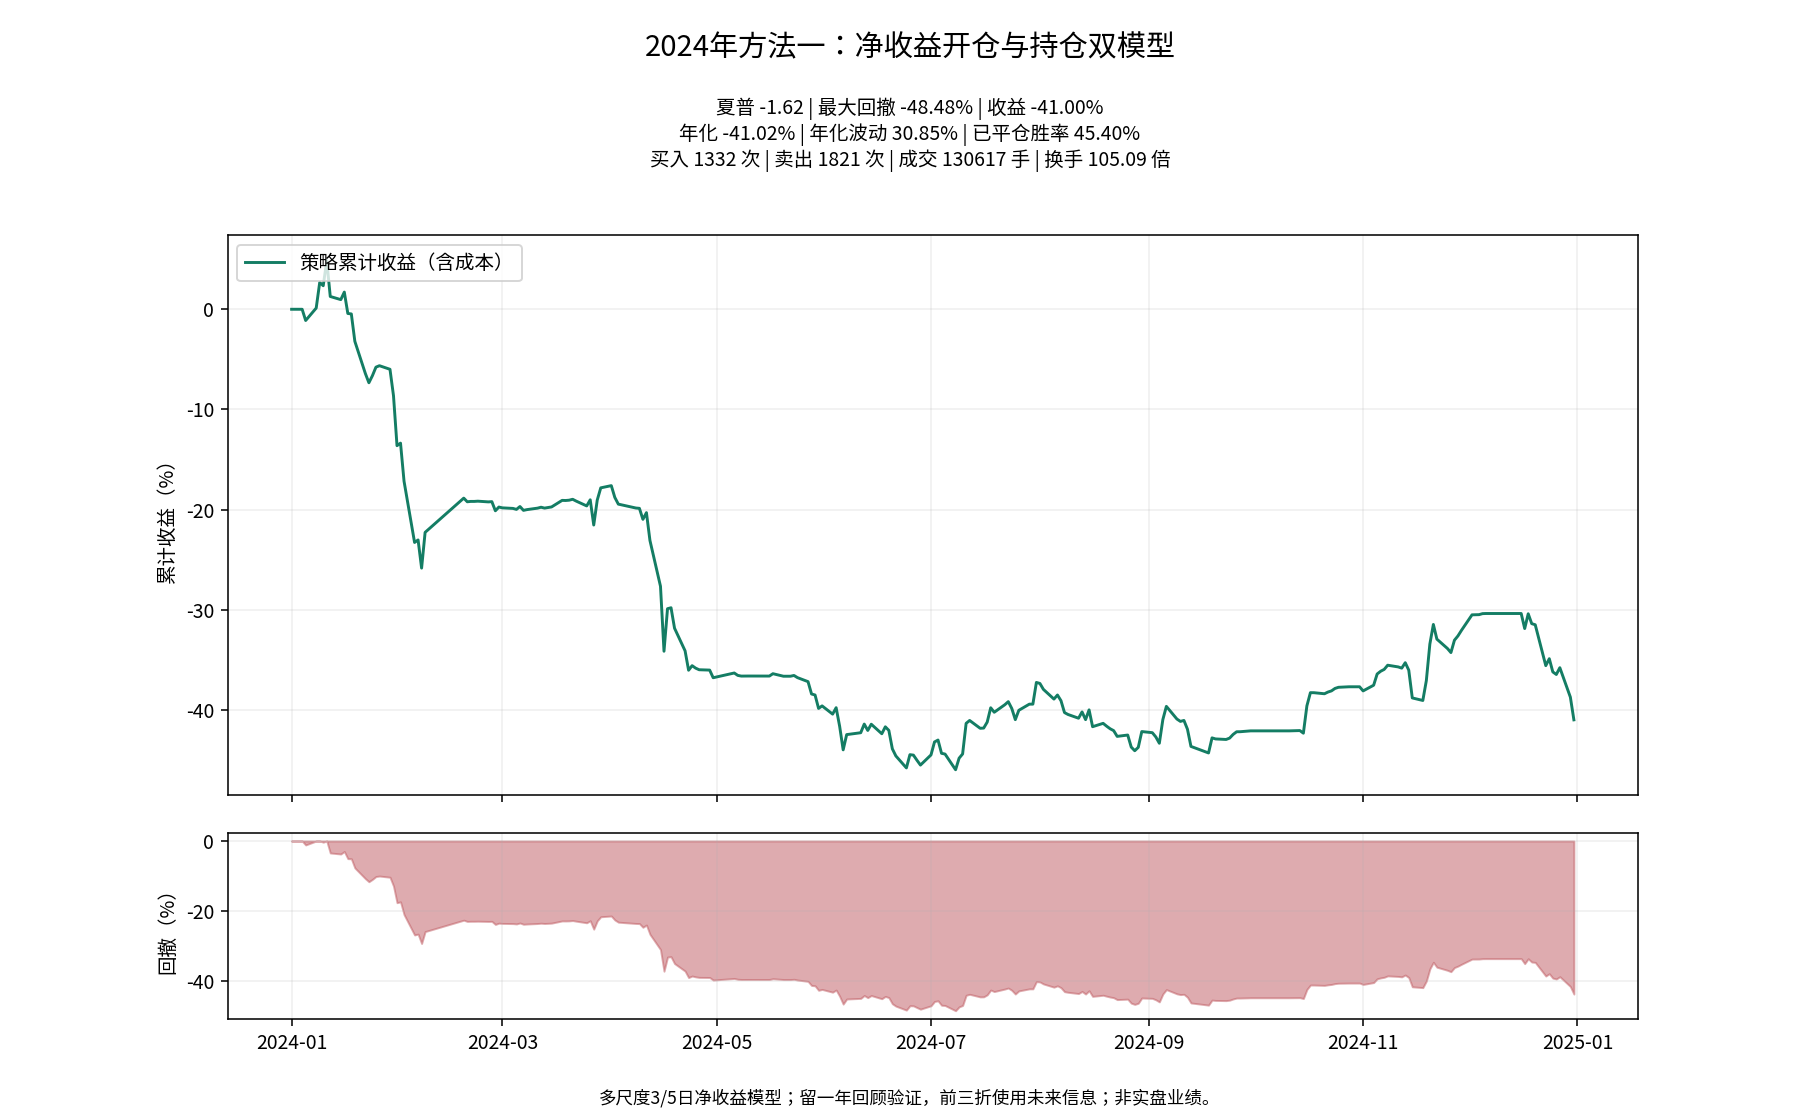 2024年方法一：净收益开仓与持仓双模型
夏普 -1.62 | 最大回撤 -48.48% | 收益 -41.00%
年化 -41.02% | 年化波动 30.85% | 已平仓胜率 45.40%
买入 1332 次 | 卖出 1821 次 | 成交 130617 手 | 换手 105.09 倍
策略累计收益（含成本）
累计收益（%）
0
-10
-20
-30
-40
回撤（%）
0
-20
-40
2024-01
2024-03
2024-05
2024-07
2024-09
2024-11
2025-01
多尺度3/5日净收益模型；留一年回顾验证，前三折使用未来信息；非实盘业绩。